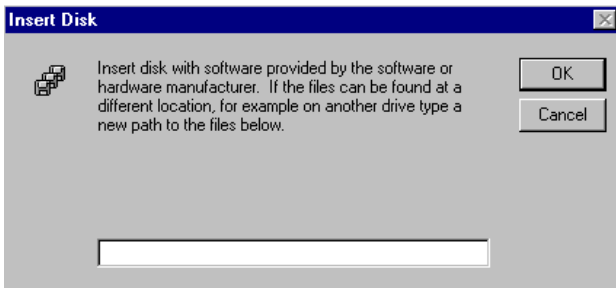 Insert Disk
Insert disk with software provided by the software or
hardware manufacturer.  If the files can be found at a
different location, for example on another drive type a
new path to the files below.
OK
Cancel